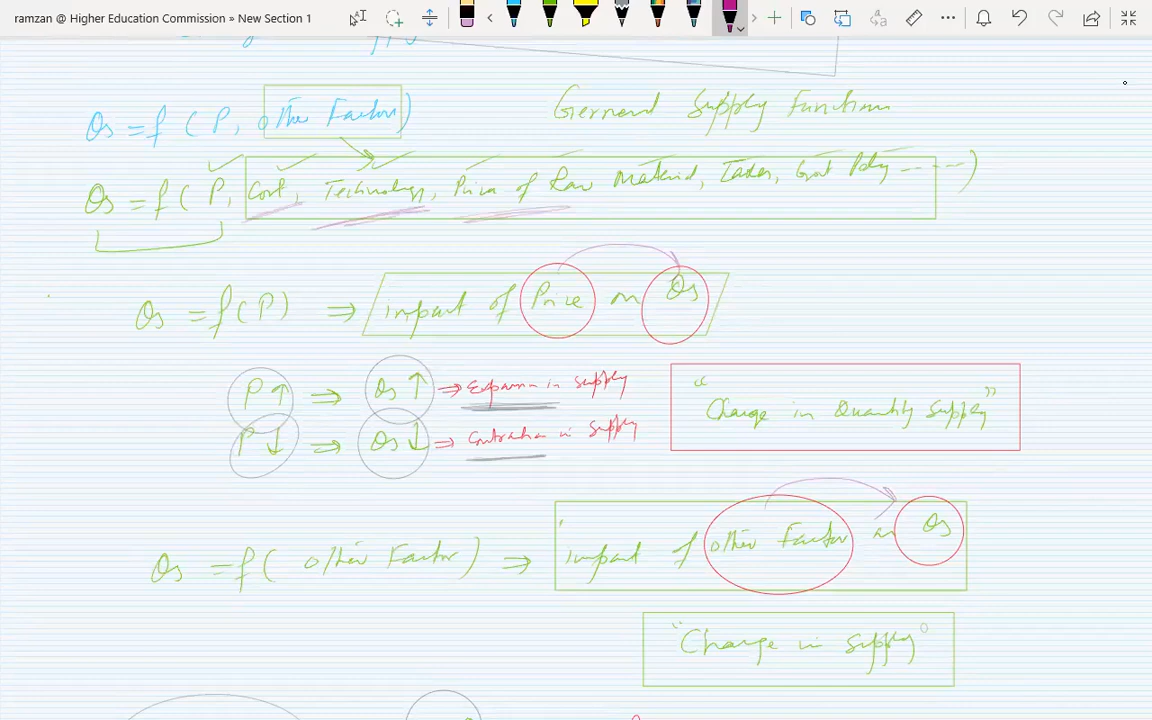 ramzan @ Higher Education Commission » New Section 1
Qs = f ( P, other Factor)
Gernend Supply Function
Qs = f ( P, Cost, Technology, Price of Raw Material, Taxes, Govt Policy ----- )
Qs = f(P) ⇒ impact of Price on Qs
P↑ ⇒ Qs↑ → Expansion in supply
P↓ ⇒ Qs↓ ⇒ Contraction in supply
"Change in Quantity Supply"
Qs = f( other Factor ) ⇒ impact of other Factor on Qs
"Change in supply"